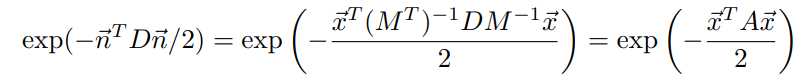 exp(−n⃗ᵀDn⃗/2) = exp(−x⃗ᵀ(Mᵀ)⁻¹DM⁻¹x⃗/2) = exp(−x⃗ᵀAx⃗/2)